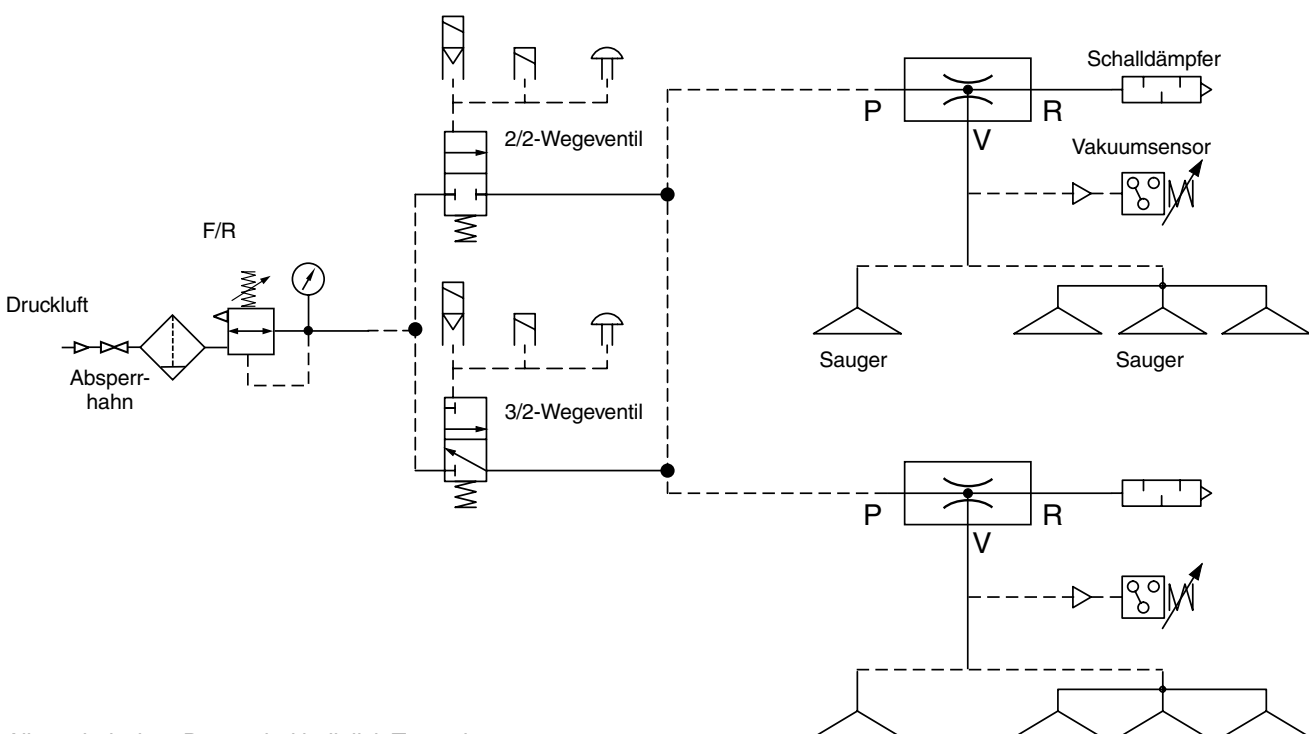 Schalldämpfer
2/2-Wegeventil
P
R
V
Vakuumsensor
F/R
Druckluft
Absperr-
hahn
Sauger
Sauger
3/2-Wegeventil
P
R
V